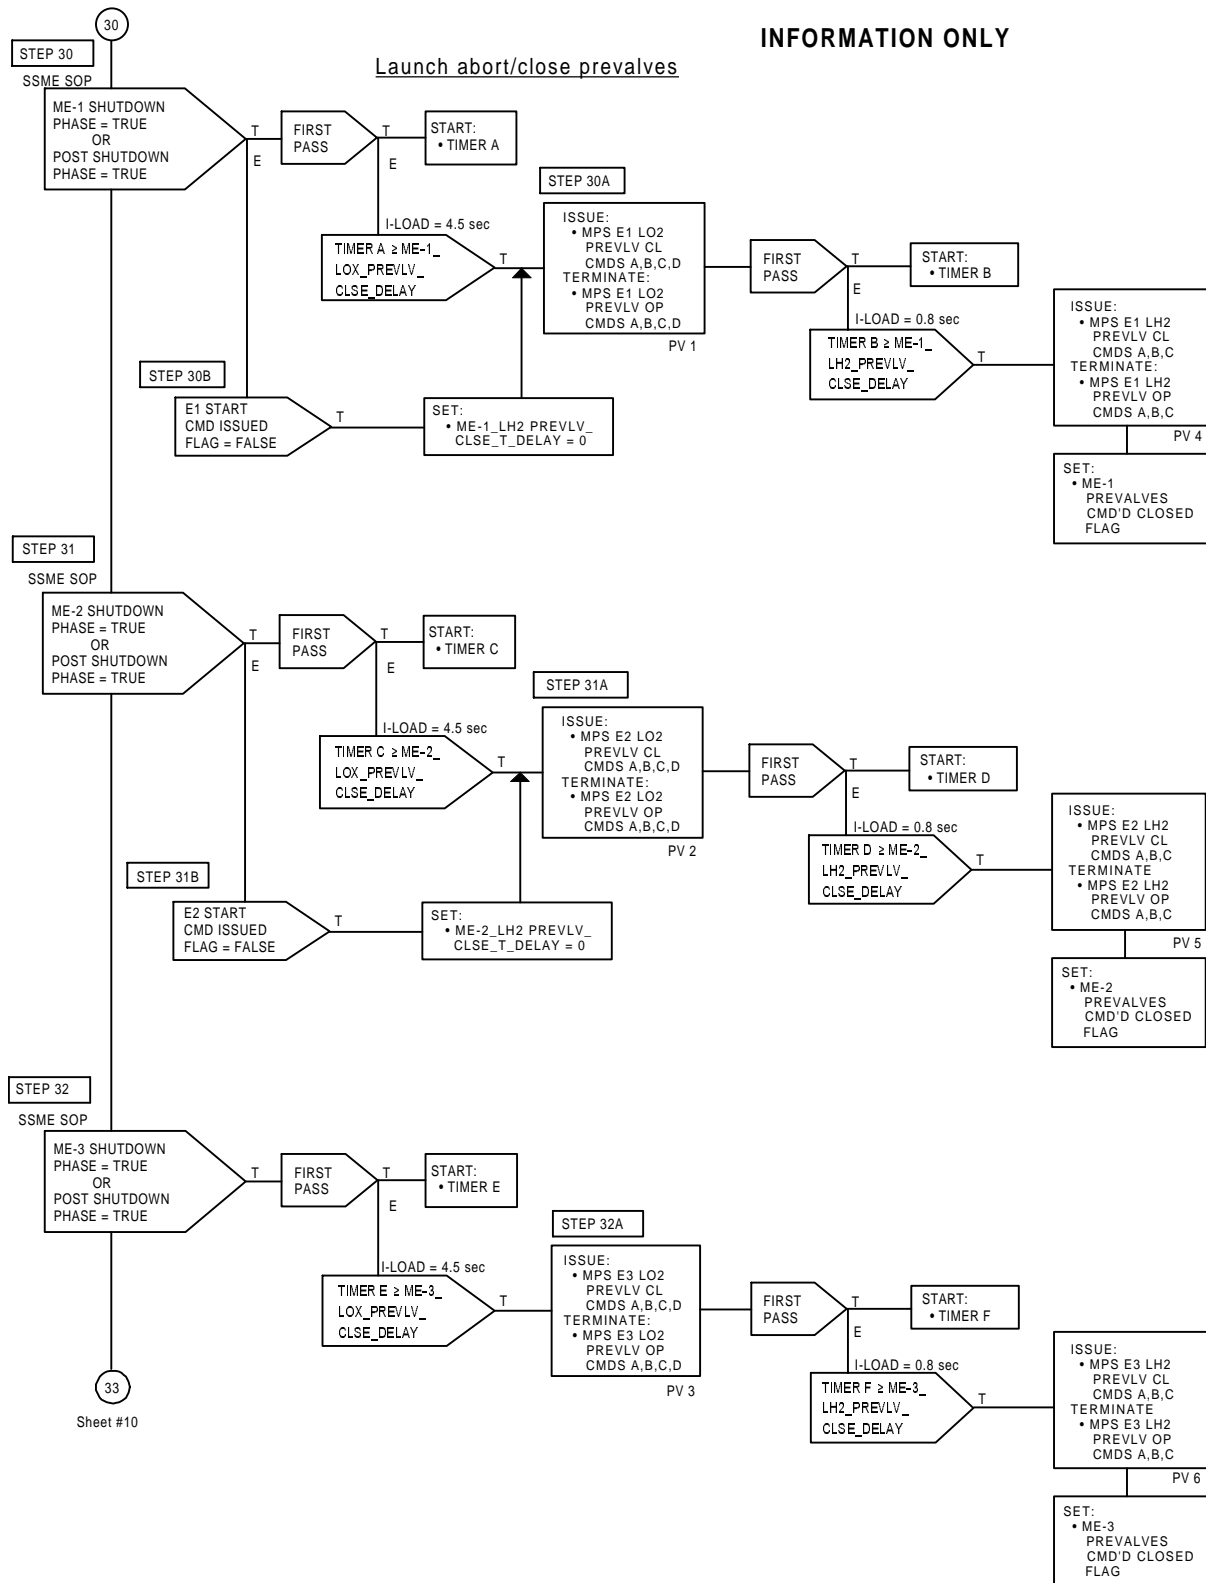 30
INFORMATION ONLY
STEP 30
Launch abort/close prevalves
SSME SOP
ME-1 SHUTDOWN
PHASE = TRUE
OR
POST SHUTDOWN
PHASE = TRUE
T
E
FIRST
PASS
T
E
START:
• TIMER A
I-LOAD = 4.5 sec
TIMER A ≥ ME-1_
LOX_PREVLV_
CLSE_DELAY
T
STEP 30A
ISSUE:
• MPS E1 LO2
PREVLV CL
CMDS A,B,C,D
TERMINATE:
• MPS E1 LO2
PREVLV OP
CMDS A,B,C,D
PV 1
FIRST
PASS
T
E
START:
• TIMER B
I-LOAD = 0.8 sec
TIMER B ≥ ME-1_
LH2_PREVLV_
CLSE_DELAY
T
ISSUE:
• MPS E1 LH2
PREVLV CL
CMDS A,B,C
TERMINATE:
• MPS E1 LH2
PREVLV OP
CMDS A,B,C
PV 4
SET:
• ME-1
PREVALVES
CMD'D CLOSED
FLAG
STEP 30B
E1 START
CMD ISSUED
FLAG = FALSE
T
SET:
• ME-1_LH2 PREVLV_
CLSE_T_DELAY = 0
STEP 31
SSME SOP
ME-2 SHUTDOWN
PHASE = TRUE
OR
POST SHUTDOWN
PHASE = TRUE
T
E
FIRST
PASS
T
E
START:
• TIMER C
I-LOAD = 4.5 sec
TIMER C ≥ ME-2_
LOX_PREVLV_
CLSE_DELAY
T
STEP 31A
ISSUE:
• MPS E2 LO2
PREVLV CL
CMDS A,B,C,D
TERMINATE:
• MPS E2 LO2
PREVLV OP
CMDS A,B,C,D
PV 2
FIRST
PASS
T
E
START:
• TIMER D
I-LOAD = 0.8 sec
TIMER D ≥ ME-2_
LH2_PREVLV_
CLSE_DELAY
T
ISSUE:
• MPS E2 LH2
PREVLV CL
CMDS A,B,C
TERMINATE
• MPS E2 LH2
PREVLV OP
CMDS A,B,C
PV 5
SET:
• ME-2
PREVALVES
CMD'D CLOSED
FLAG
STEP 31B
E2 START
CMD ISSUED
FLAG = FALSE
T
SET:
• ME-2_LH2 PREVLV_
CLSE_T_DELAY = 0
STEP 32
SSME SOP
ME-3 SHUTDOWN
PHASE = TRUE
OR
POST SHUTDOWN
PHASE = TRUE
T
FIRST
PASS
T
E
START:
• TIMER E
I-LOAD = 4.5 sec
TIMER E ≥ ME-3_
LOX_PREVLV_
CLSE_DELAY
T
STEP 32A
ISSUE:
• MPS E3 LO2
PREVLV CL
CMDS A,B,C,D
TERMINATE:
• MPS E3 LO2
PREVLV OP
CMDS A,B,C,D
PV 3
FIRST
PASS
T
E
START:
• TIMER F
I-LOAD = 0.8 sec
TIMER F ≥ ME-3_
LH2_PREVLV_
CLSE_DELAY
T
ISSUE:
• MPS E3 LH2
PREVLV CL
CMDS A,B,C
TERMINATE
• MPS E3 LH2
PREVLV OP
CMDS A,B,C
PV 6
SET:
• ME-3
PREVALVES
CMD'D CLOSED
FLAG
33
Sheet #10